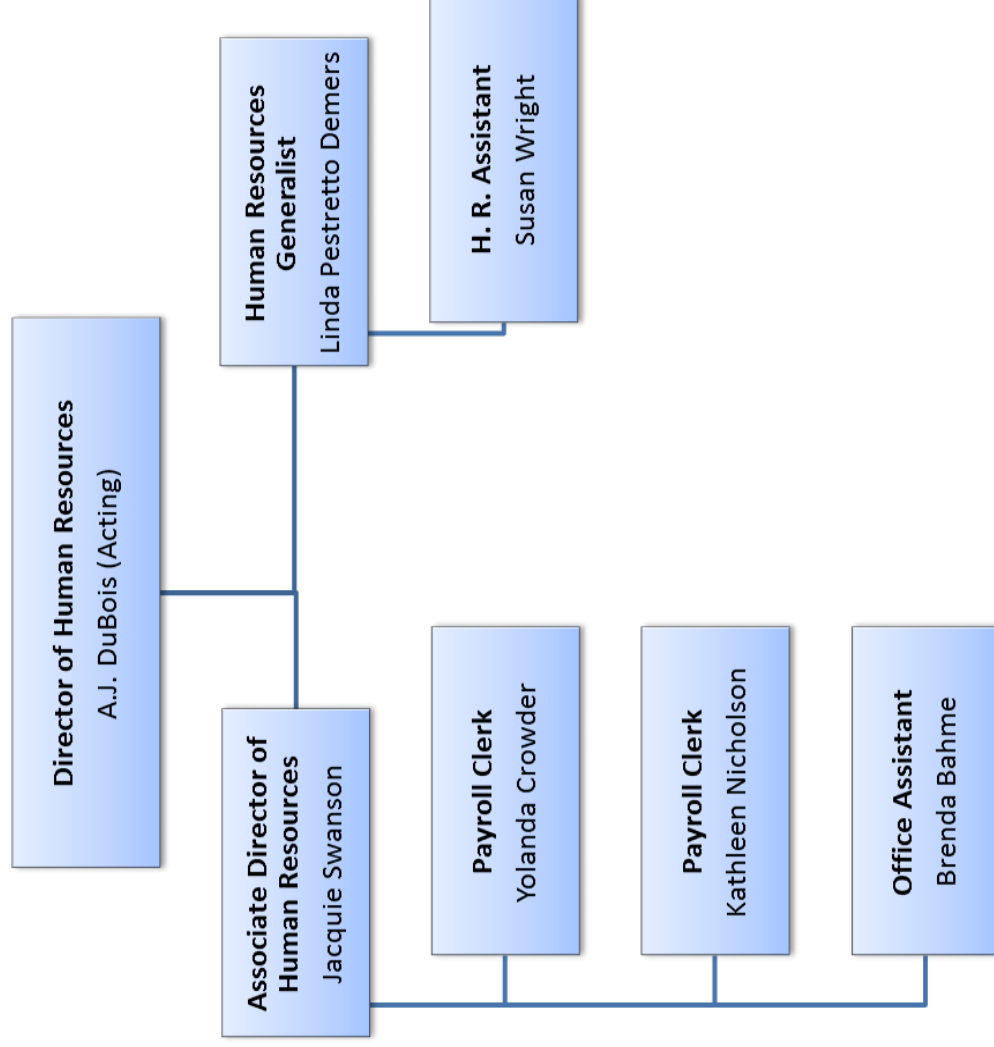 Director of Human Resources
A.J. DuBois (Acting)
Associate Director of
Human Resources
Jacquie Swanson
Payroll Clerk
Yolanda Crowder
Payroll Clerk
Kathleen Nicholson
Office Assistant
Brenda Bahme
Human Resources
Generalist
Linda Pestretto Demers
H. R. Assistant
Susan Wright